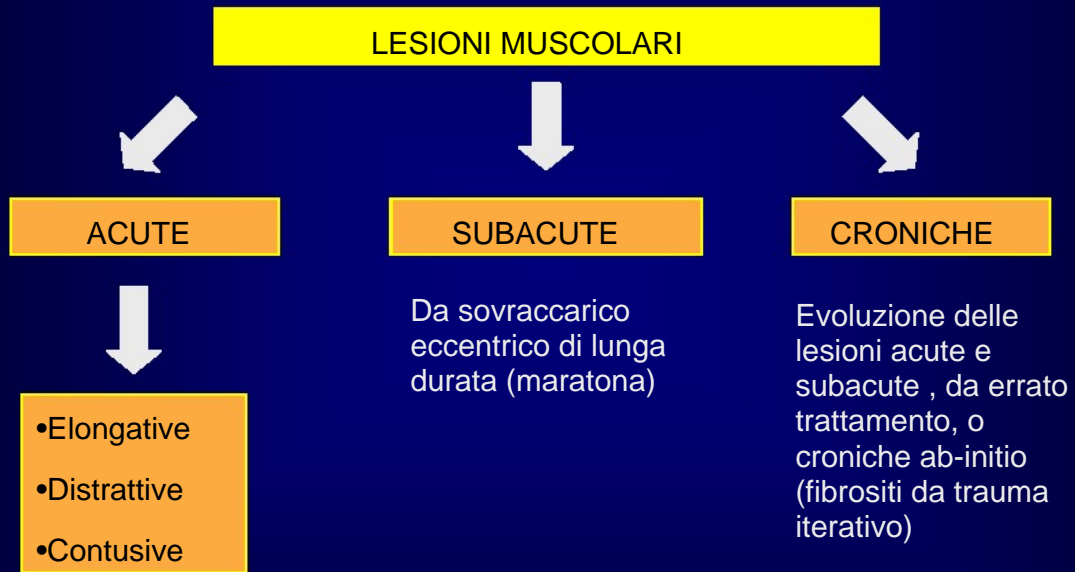 LESIONI MUSCOLARI
ACUTE
SUBACUTE
CRONICHE
•Elongative
•Distrattive
•Contusive
Da sovraccarico
eccentrico di lunga
durata (maratona)
Evoluzione delle
lesioni acute e
subacute , da errato
trattamento, o
croniche ab-initio
(fibrositi da trauma
iterativo)